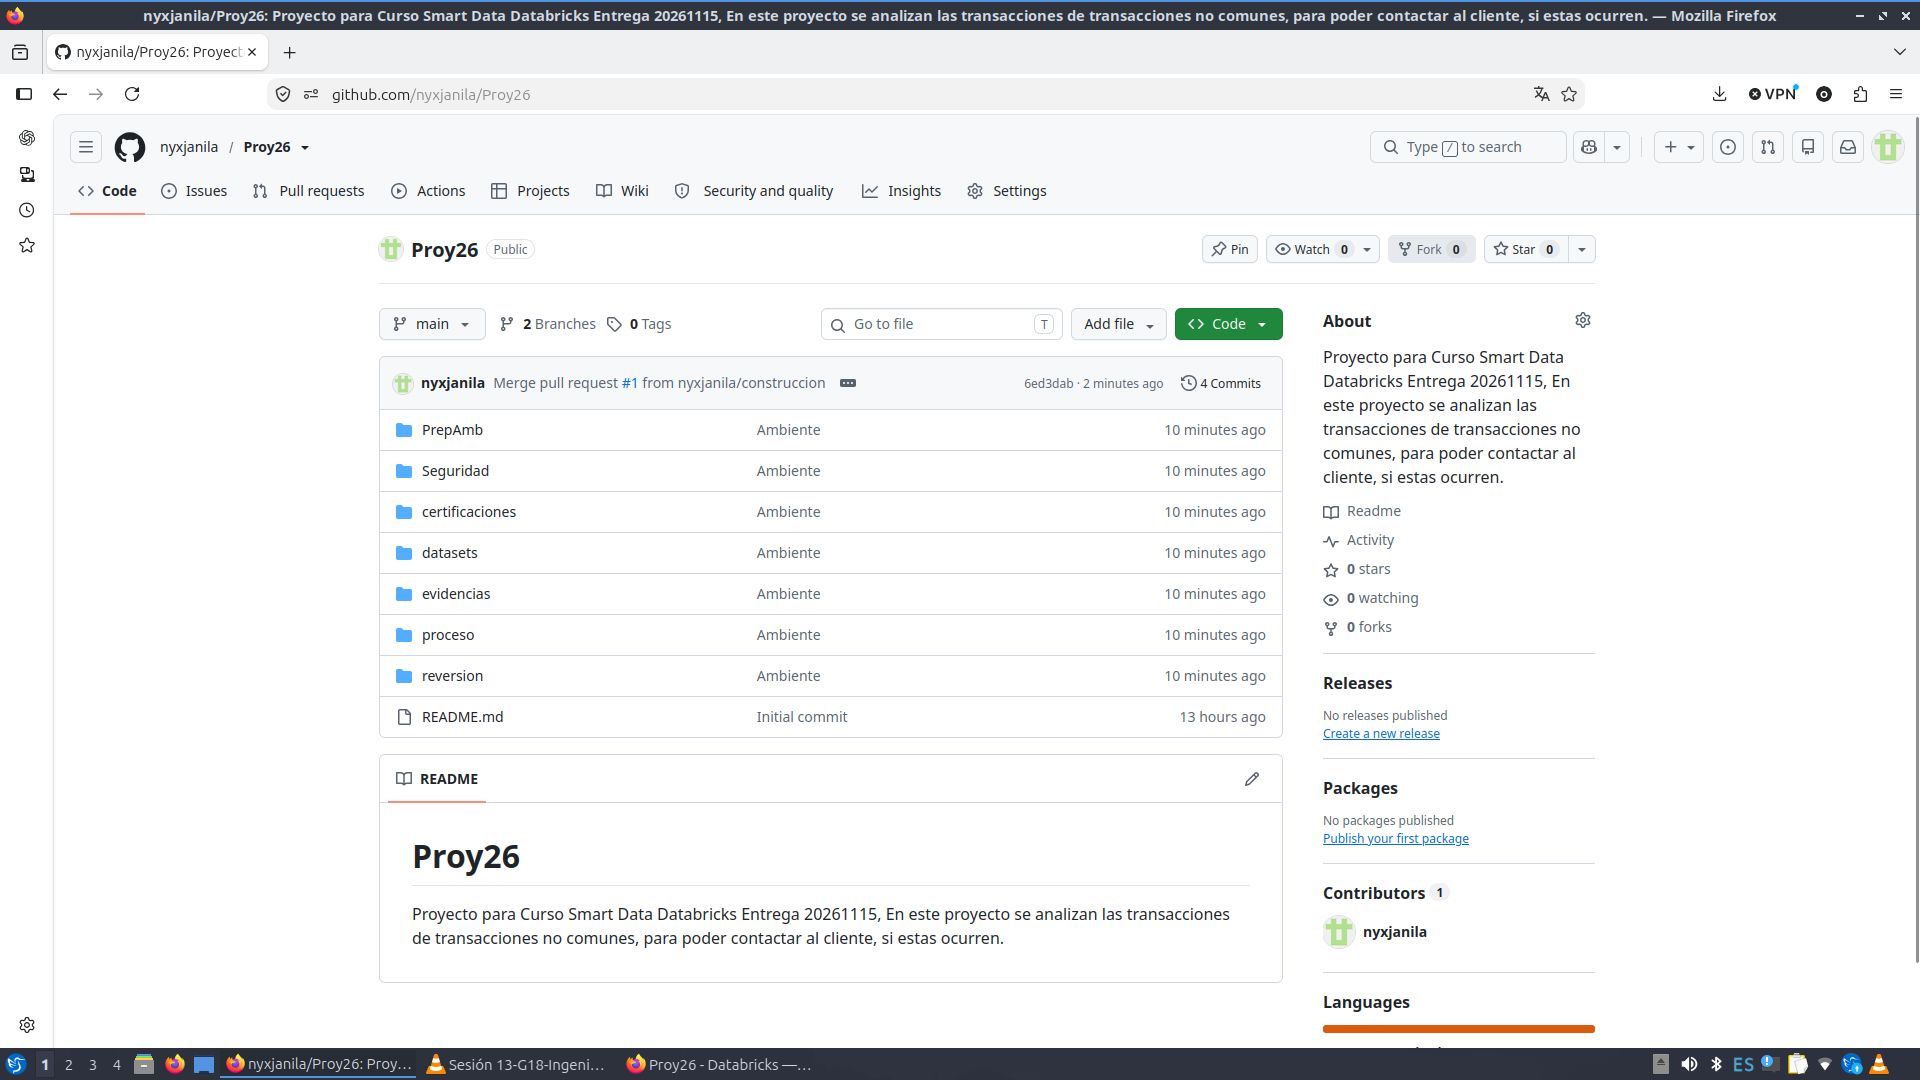 nyxjanila/Proy26: Proyecto para Curso Smart Data Databricks Entrega 20261115, En este proyecto se analizan las transacciones de transacciones no comunes, para poder contactar al cliente, si estas ocurren. — Mozilla Firefox
nyxjanila/Proy26: Proyect
github.com/nyxjanila/Proy26
VPN
nyxjanila / Proy26
Type / to search
Code
Issues
Pull requests
Actions
Projects
Wiki
Security and quality
Insights
Settings
Proy26 Public
Pin
Watch 0
Fork 0
Star 0
main
2 Branches
0 Tags
Go to file T
Add file
Code
nyxjanila Merge pull request #1 from nyxjanila/construccion
6ed3dab · 2 minutes ago
4 Commits
PrepAmb Ambiente 10 minutes ago
Seguridad Ambiente 10 minutes ago
certificaciones Ambiente 10 minutes ago
datasets Ambiente 10 minutes ago
evidencias Ambiente 10 minutes ago
proceso Ambiente 10 minutes ago
reversion Ambiente 10 minutes ago
README.md Initial commit 13 hours ago
README
Proy26
Proyecto para Curso Smart Data Databricks Entrega 20261115, En este proyecto se analizan las transacciones
de transacciones no comunes, para poder contactar al cliente, si estas ocurren.
About
Proyecto para Curso Smart Data
Databricks Entrega 20261115, En
este proyecto se analizan las
transacciones de transacciones no
comunes, para poder contactar al
cliente, si estas ocurren.
Readme
Activity
0 stars
0 watching
0 forks
Releases
No releases published
Create a new release
Packages
No packages published
Publish your first package
Contributors 1
nyxjanila
Languages
1 2 3 4
nyxjanila/Proy26: Proy...
Sesión 13-G18-Ingeni...
Proy26 - Databricks —...
ES